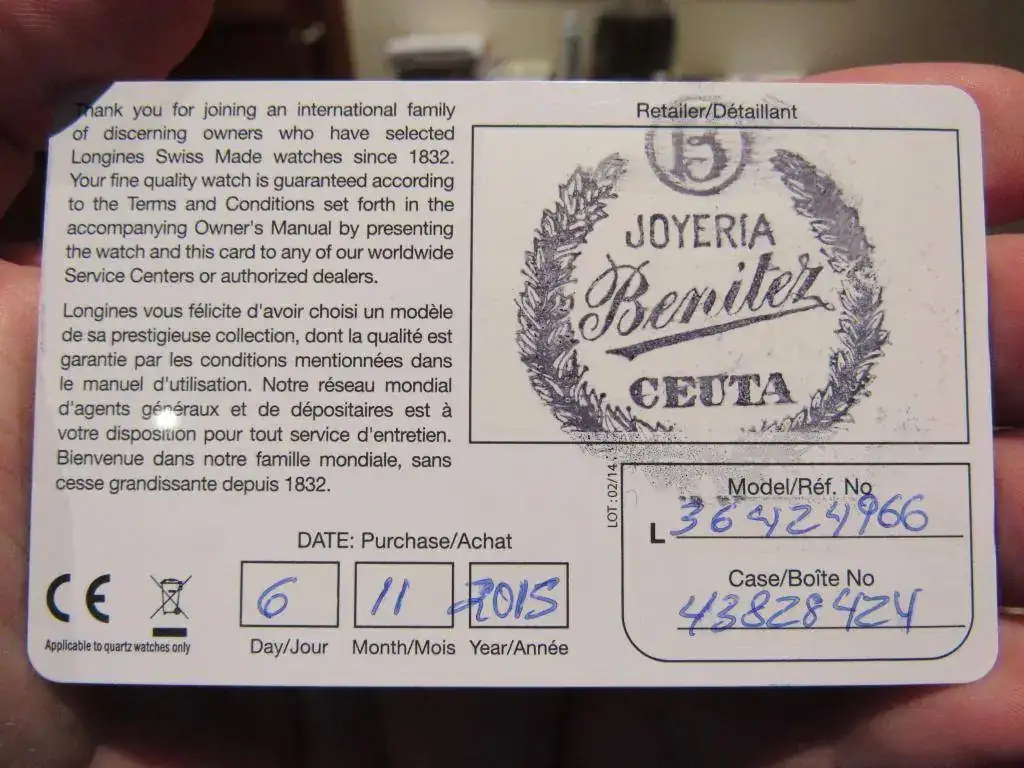 Thank you for joining an international family
of discerning owners who have selected
Longines Swiss Made watches since 1832.
Your fine quality watch is guaranteed according
to the Terms and Conditions set forth in the
accompanying Owner's Manual by presenting
the watch and this card to any of our worldwide
Service Centers or authorized dealers.
Longines vous félicite d'avoir choisi un modèle
de sa prestigieuse collection, dont la qualité est
garantie par les conditions mentionnées dans
le manuel d'utilisation. Notre réseau mondial
d'agents généraux et de dépositaires est à
votre disposition pour tout service d'entretien.
Bienvenue dans notre famille mondiale, sans
cesse grandissante depuis 1832.
Retailer/Détaillant
B
JOYERIA
Benitez
CEUTA
LOT : 02/14
Model/Réf. No
L 36424966
Case/Boîte No
43828424
DATE: Purchase/Achat
6 11 2015
Day/Jour Month/Mois Year/Année
CE
Applicable to quartz watches only